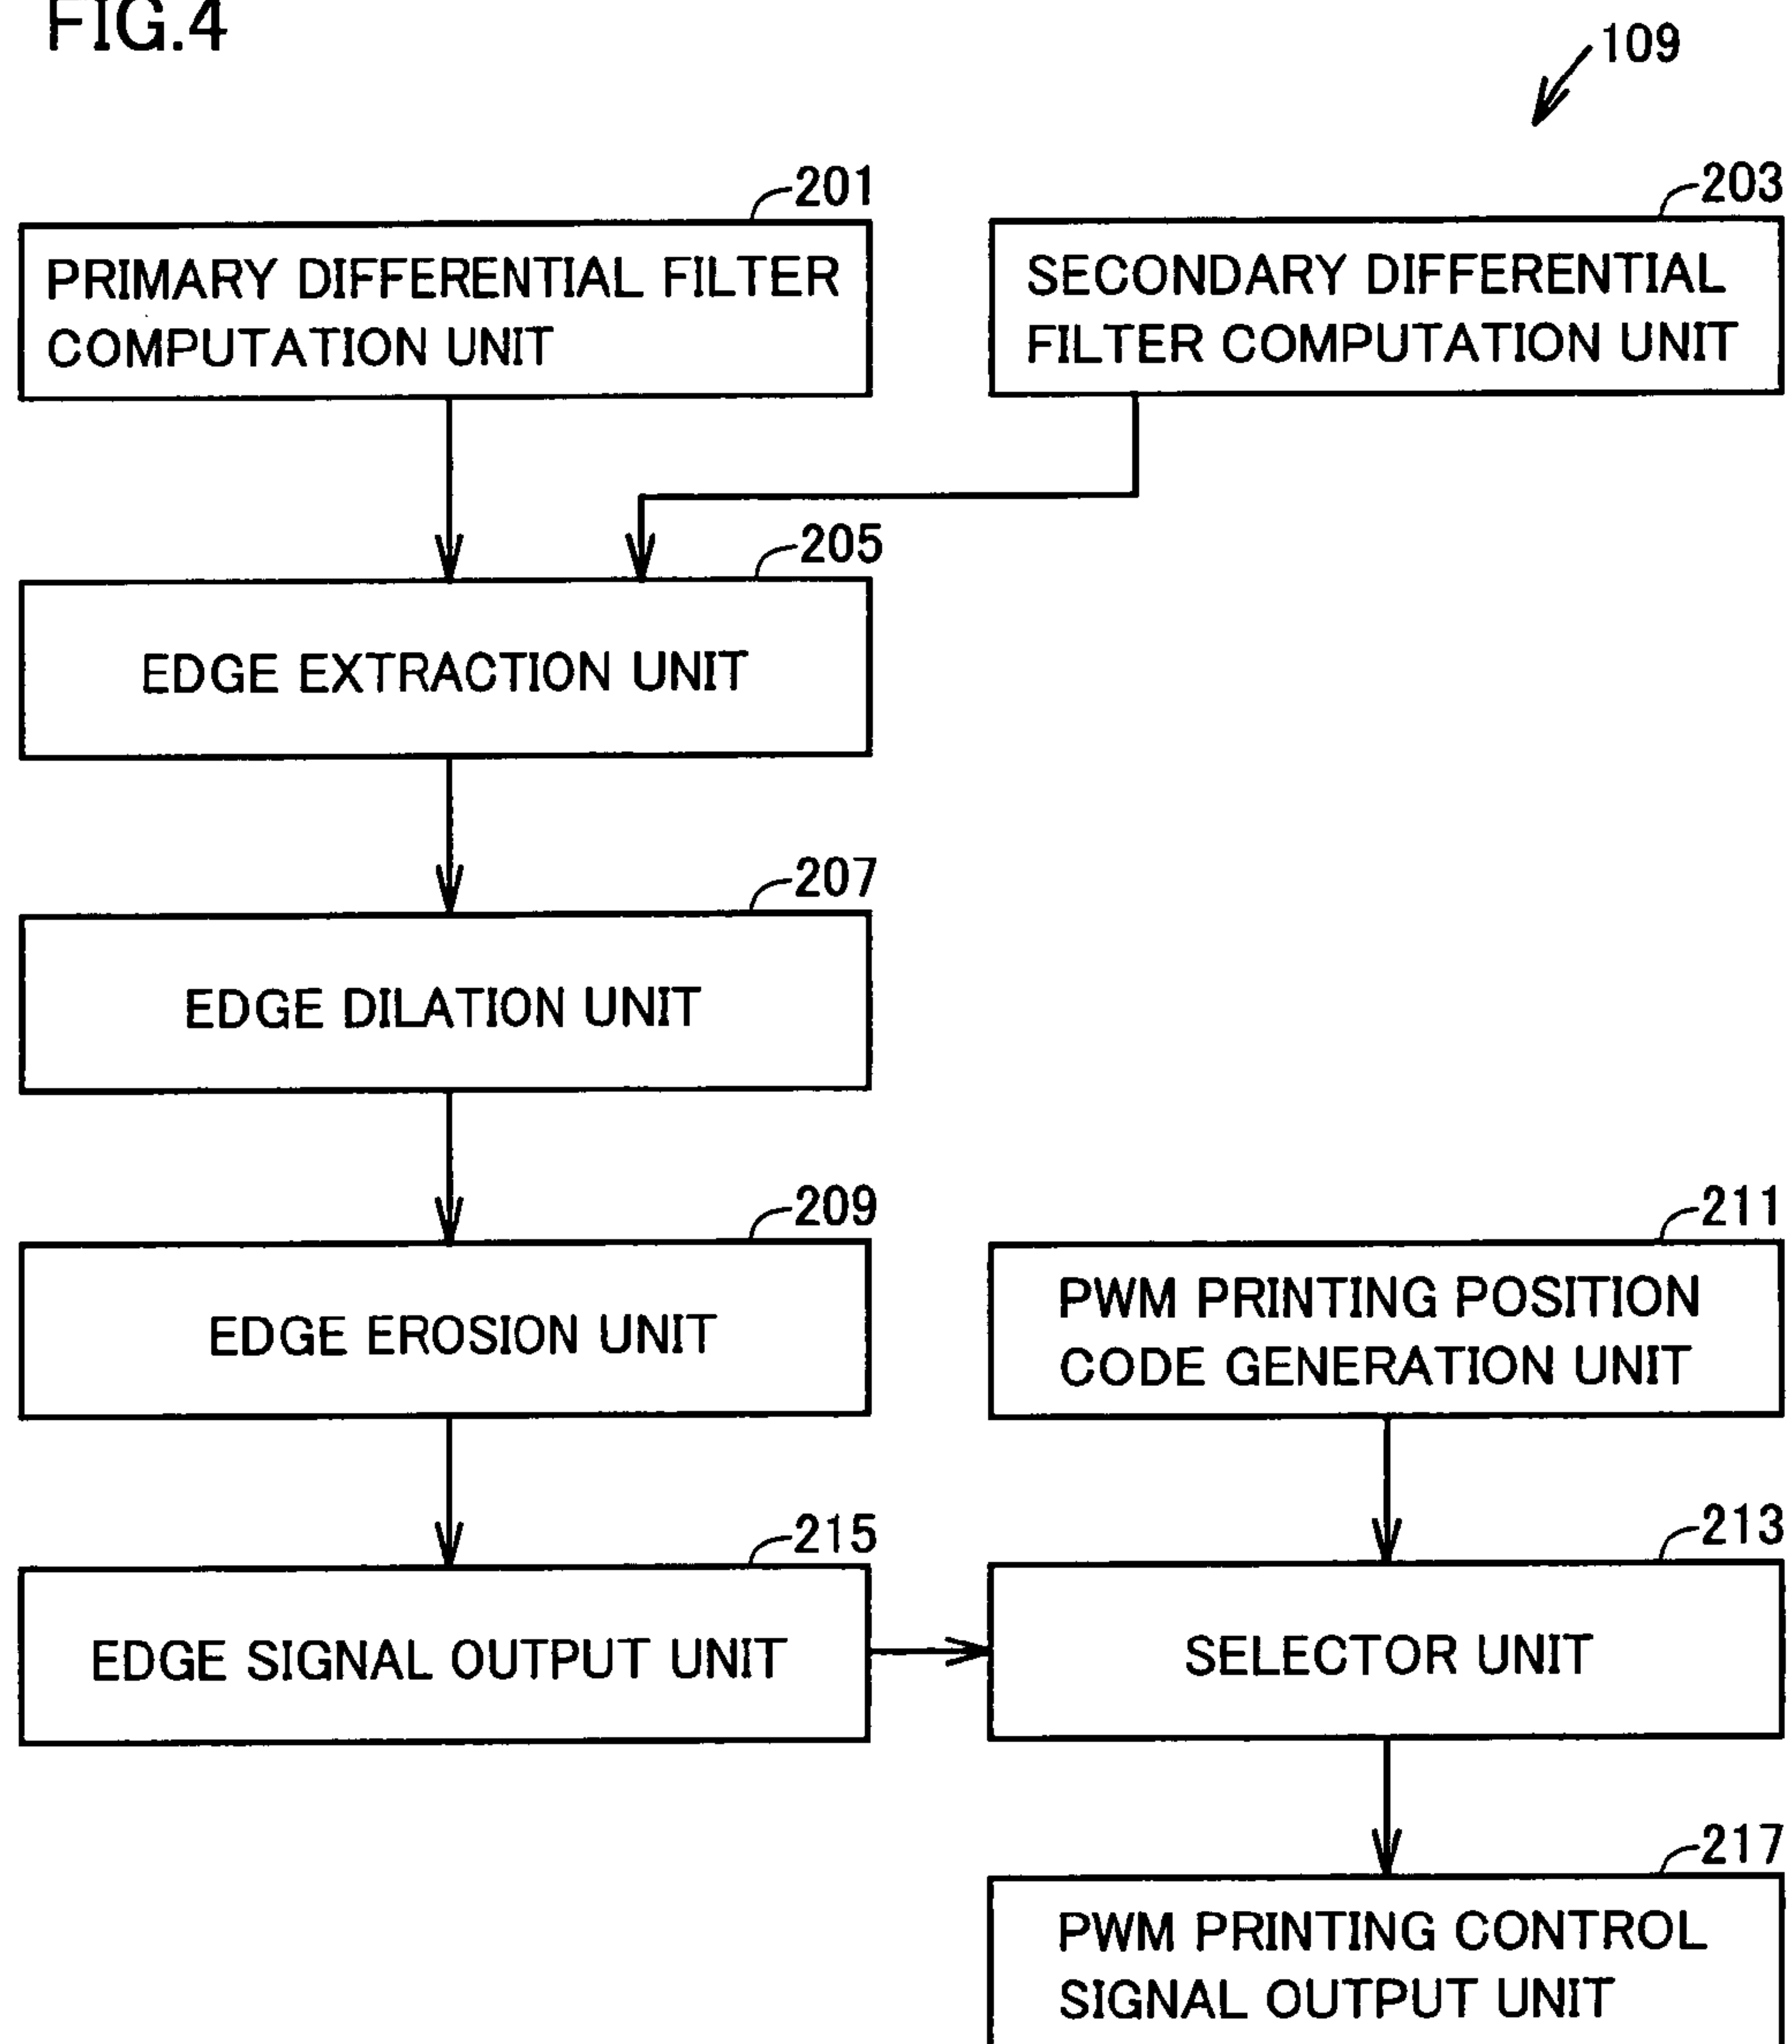 FIG.4
109
201
PRIMARY DIFFERENTIAL FILTER
COMPUTATION UNIT
203
SECONDARY DIFFERENTIAL
FILTER COMPUTATION UNIT
205
EDGE EXTRACTION UNIT
207
EDGE DILATION UNIT
209
EDGE EROSION UNIT
211
PWM PRINTING POSITION
CODE GENERATION UNIT
215
EDGE SIGNAL OUTPUT UNIT
213
SELECTOR UNIT
217
PWM PRINTING CONTROL
SIGNAL OUTPUT UNIT